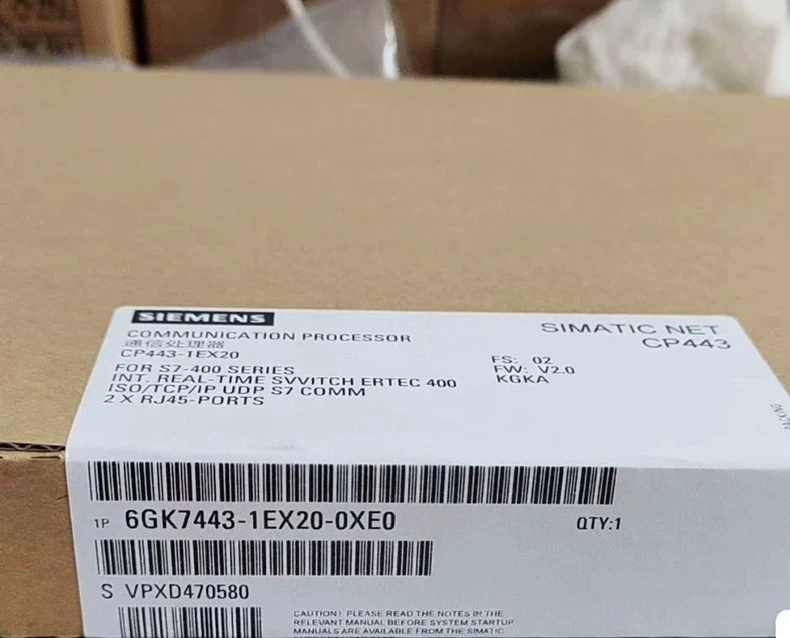 SIEMENS
SIMATIC NET
CP443
COMMUNICATION PROCESSOR
通信处理器
CP443-1EX20
FOR S7-400 SERIES
INT. REAL-TIME SVVITCH ERTEC 400
ISO/TCP/IP UDP S7 COMM
2 X RJ45-PORTS
FS: 02
FW: V2.0
KGKA
1P 6GK7443-1EX20-0XE0
QTY:1
S VPXD470580
CAUTION! PLEASE READ THE NOTES IN THE
RELEVANT MANUAL BEFORE SYSTEM STARTUP
MANUALS ARE AVAILABLE FROM THE SIMATIC